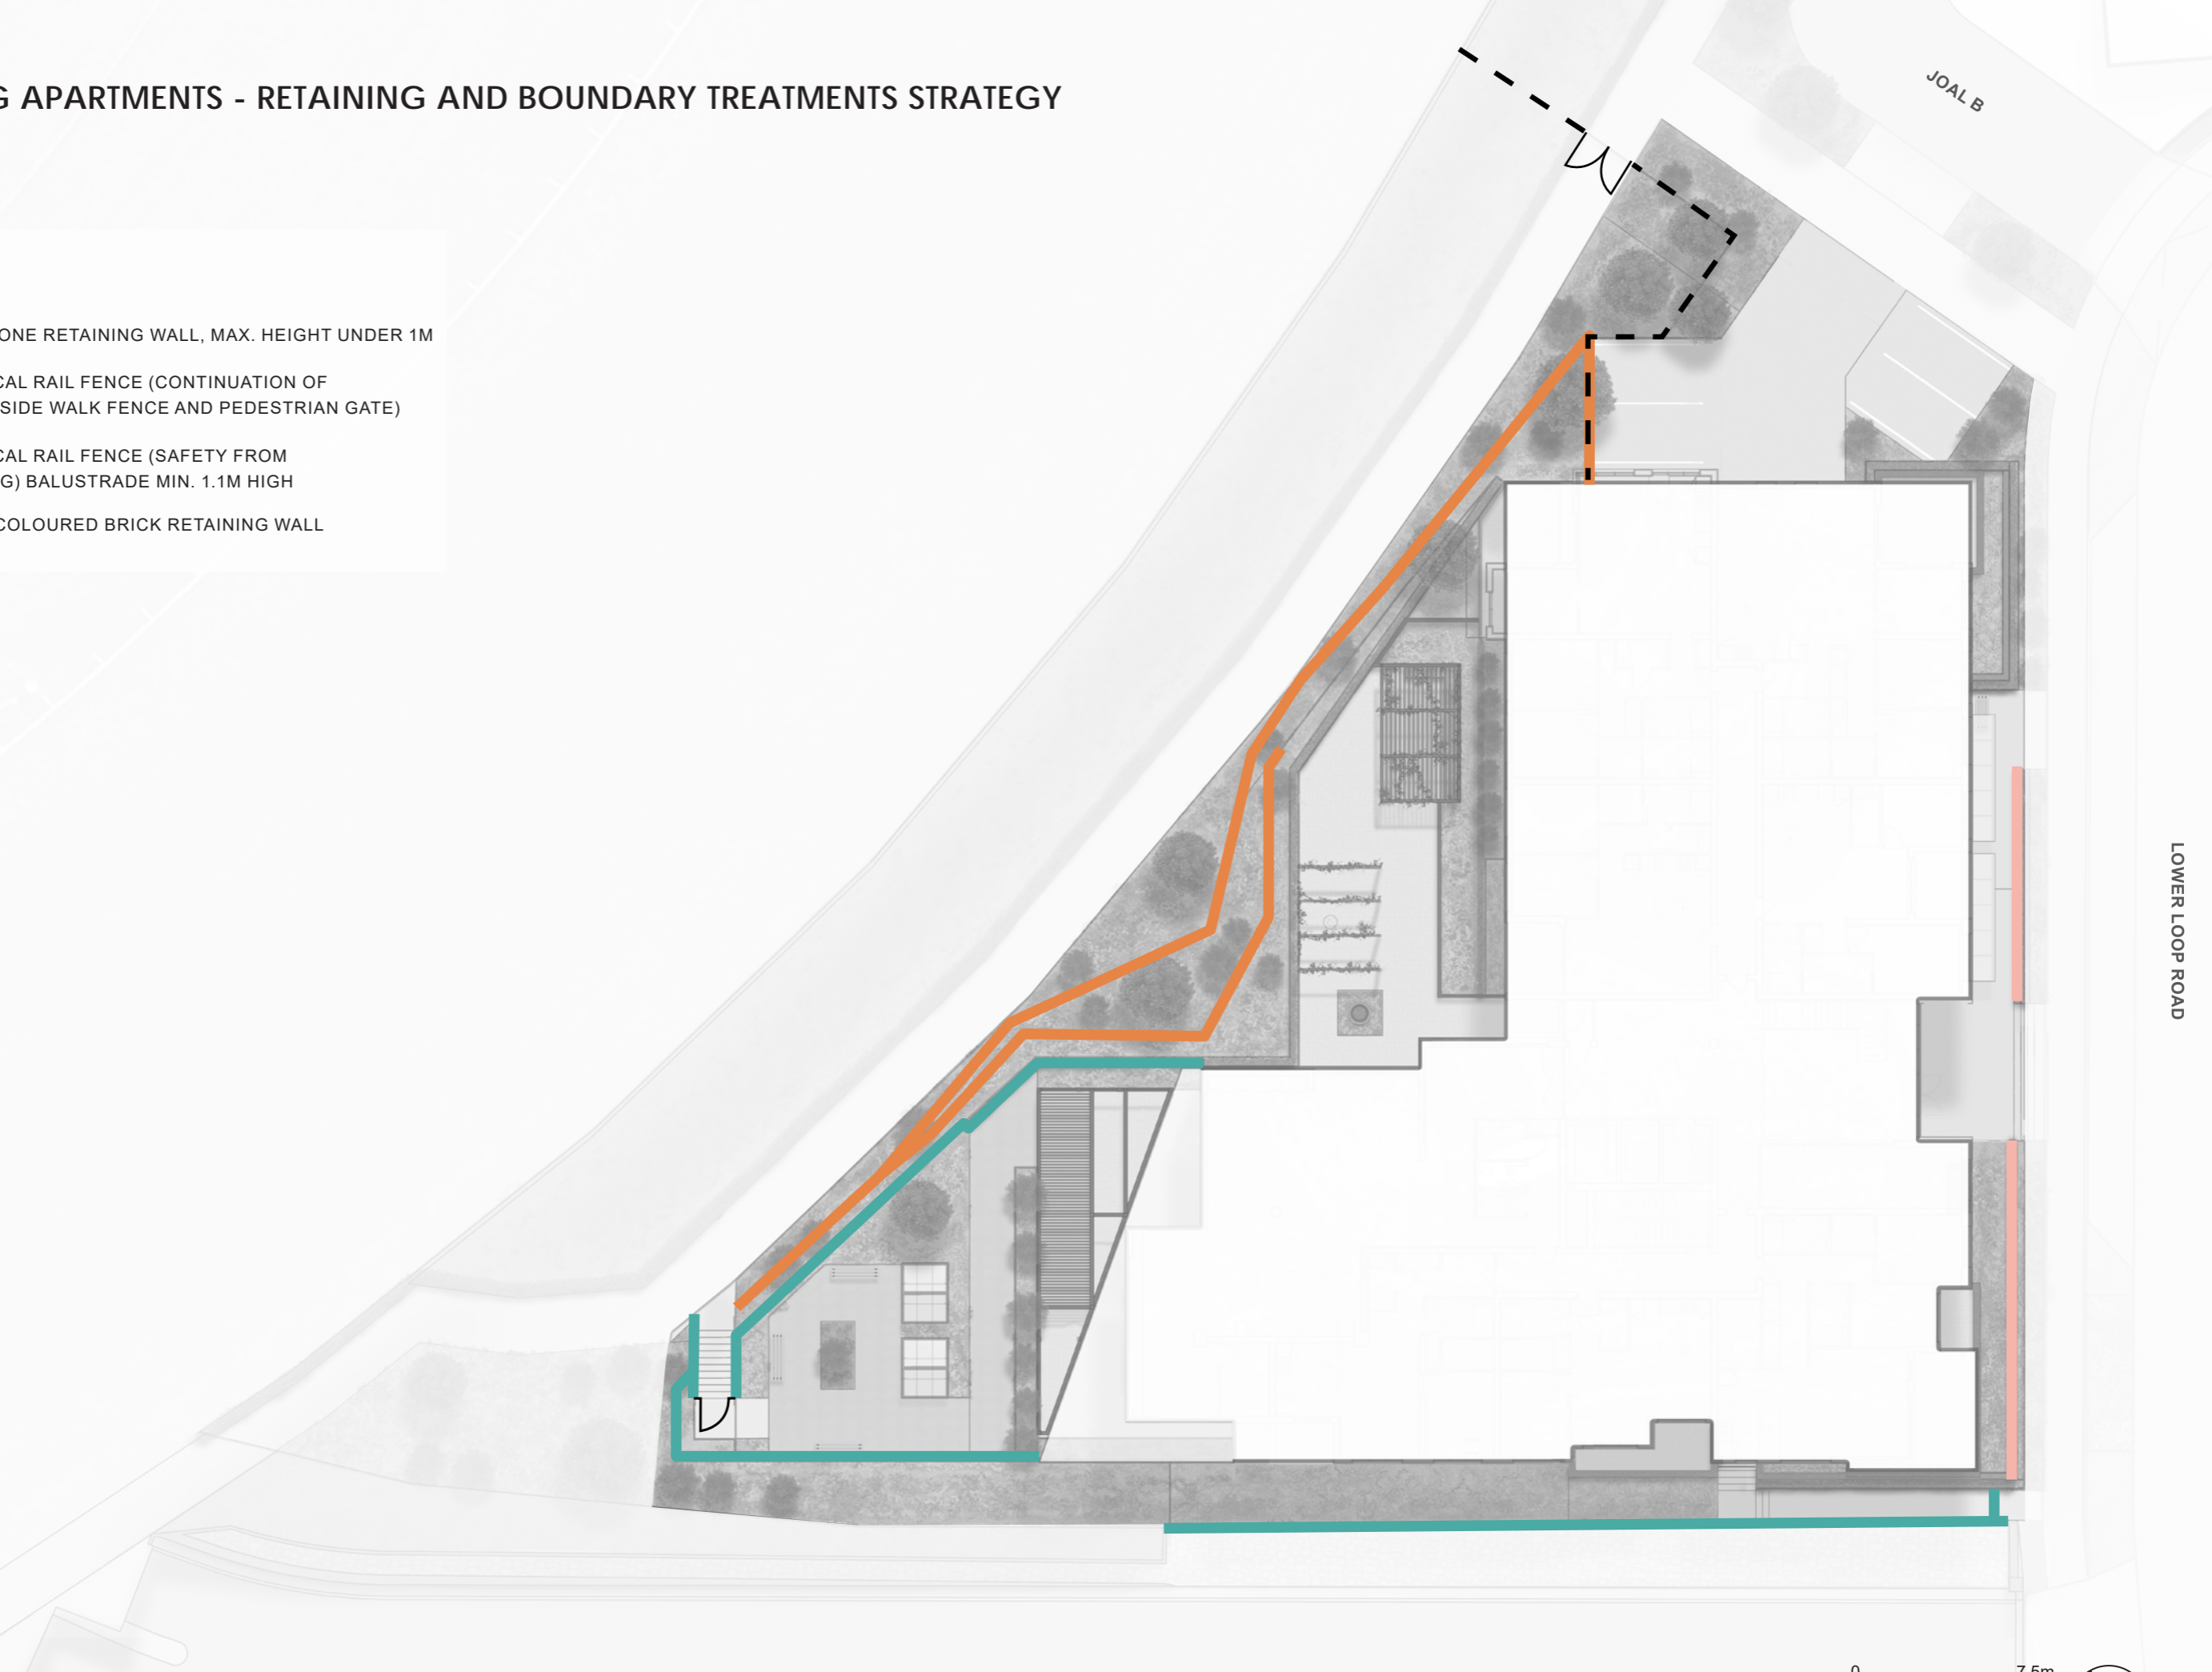 G APARTMENTS - RETAINING AND BOUNDARY TREATMENTS STRATEGY
ONE RETAINING WALL, MAX. HEIGHT UNDER 1M
CAL RAIL FENCE (CONTINUATION OF
SIDE WALK FENCE AND PEDESTRIAN GATE)
CAL RAIL FENCE (SAFETY FROM
G) BALUSTRADE MIN. 1.1M HIGH
COLOURED BRICK RETAINING WALL
JOAL B
LOWER LOOP ROAD
0 7.5m